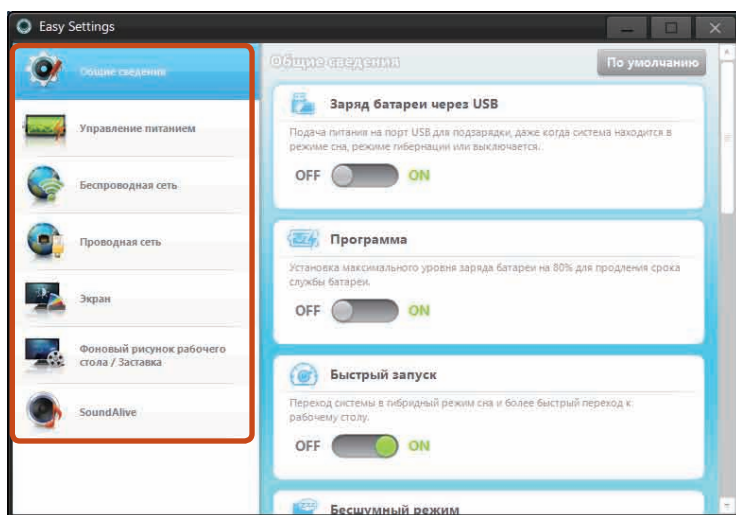 Easy Settings
Общие сведения
Управление питанием
Беспроводная сеть
Проводная сеть
Экран
Фоновый рисунок рабочего
стола / Заставка
SoundAlive
Общие сведения
По умолчанию
Заряд батареи через USB
Подача питания на порт USB для подзарядки, даже когда система находится в
режиме сна, режиме гибернации или выключается.
OFF ON
Программа
Установка максимального уровня заряда батареи на 80% для продления срока
службы батареи.
OFF ON
Быстрый запуск
Переход системы в гибридный режим сна и более быстрый переход к
рабочему столу.
OFF ON
Бесшумный режим